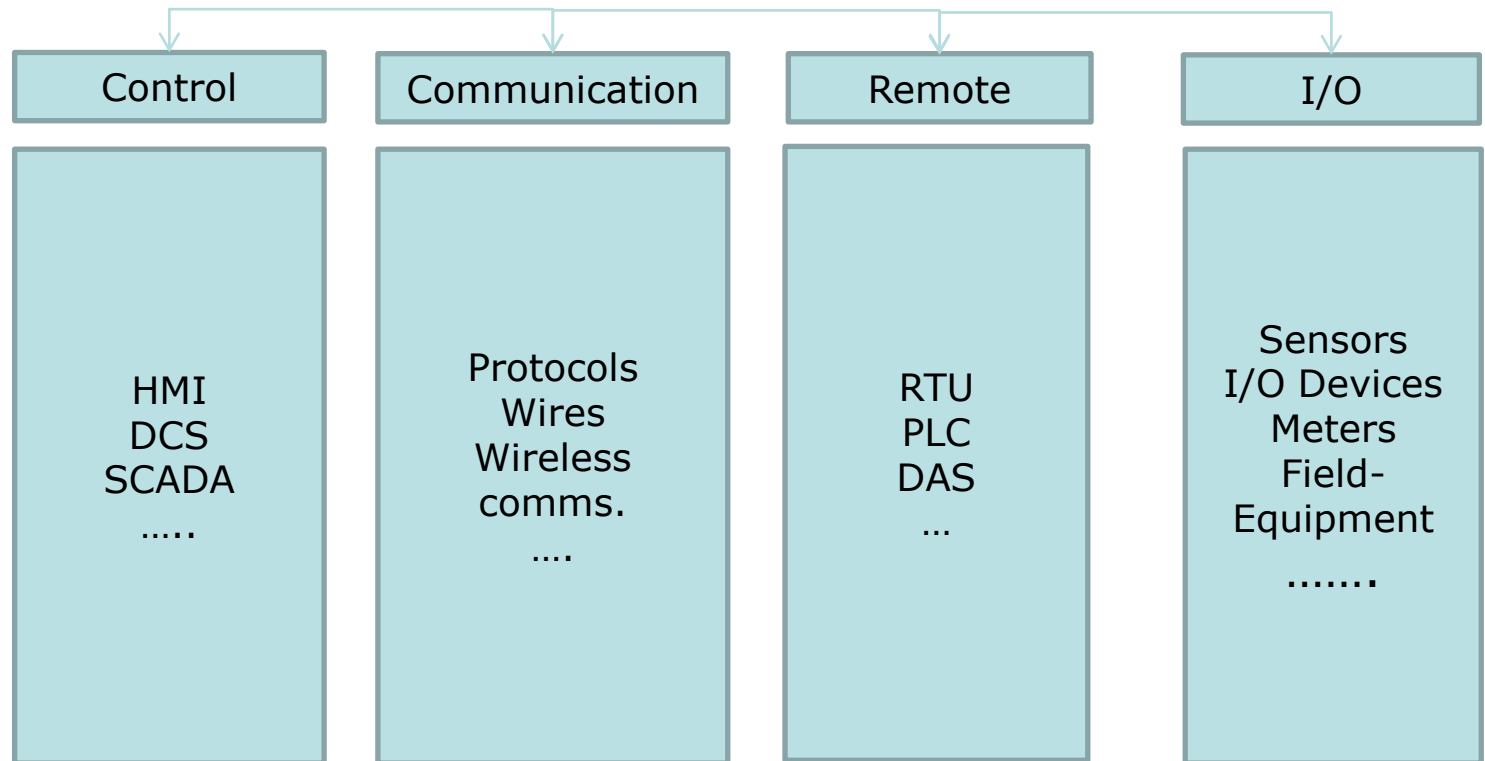 Control
Communication
Remote
I/O
HMI
DCS
SCADA
…..
Protocols
Wires
Wireless
comms.
….
RTU
PLC
DAS
…
Sensors
I/O Devices
Meters
Field-
Equipment
…….